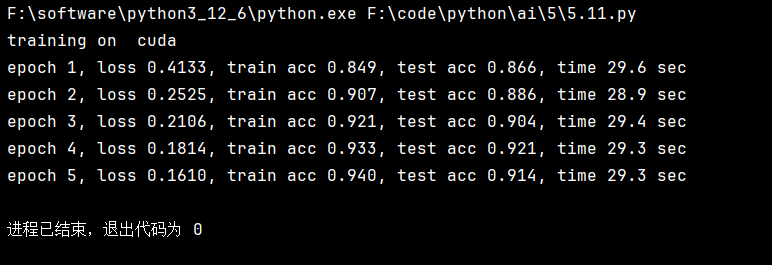 F:\software\python3_12_6\python.exe F:\code\python\ai\5\5.11.py
training on  cuda
epoch 1, loss 0.4133, train acc 0.849, test acc 0.866, time 29.6 sec
epoch 2, loss 0.2525, train acc 0.907, test acc 0.886, time 28.9 sec
epoch 3, loss 0.2106, train acc 0.921, test acc 0.904, time 29.4 sec
epoch 4, loss 0.1814, train acc 0.933, test acc 0.921, time 29.3 sec
epoch 5, loss 0.1610, train acc 0.940, test acc 0.914, time 29.3 sec
进程已结束，退出代码为 0